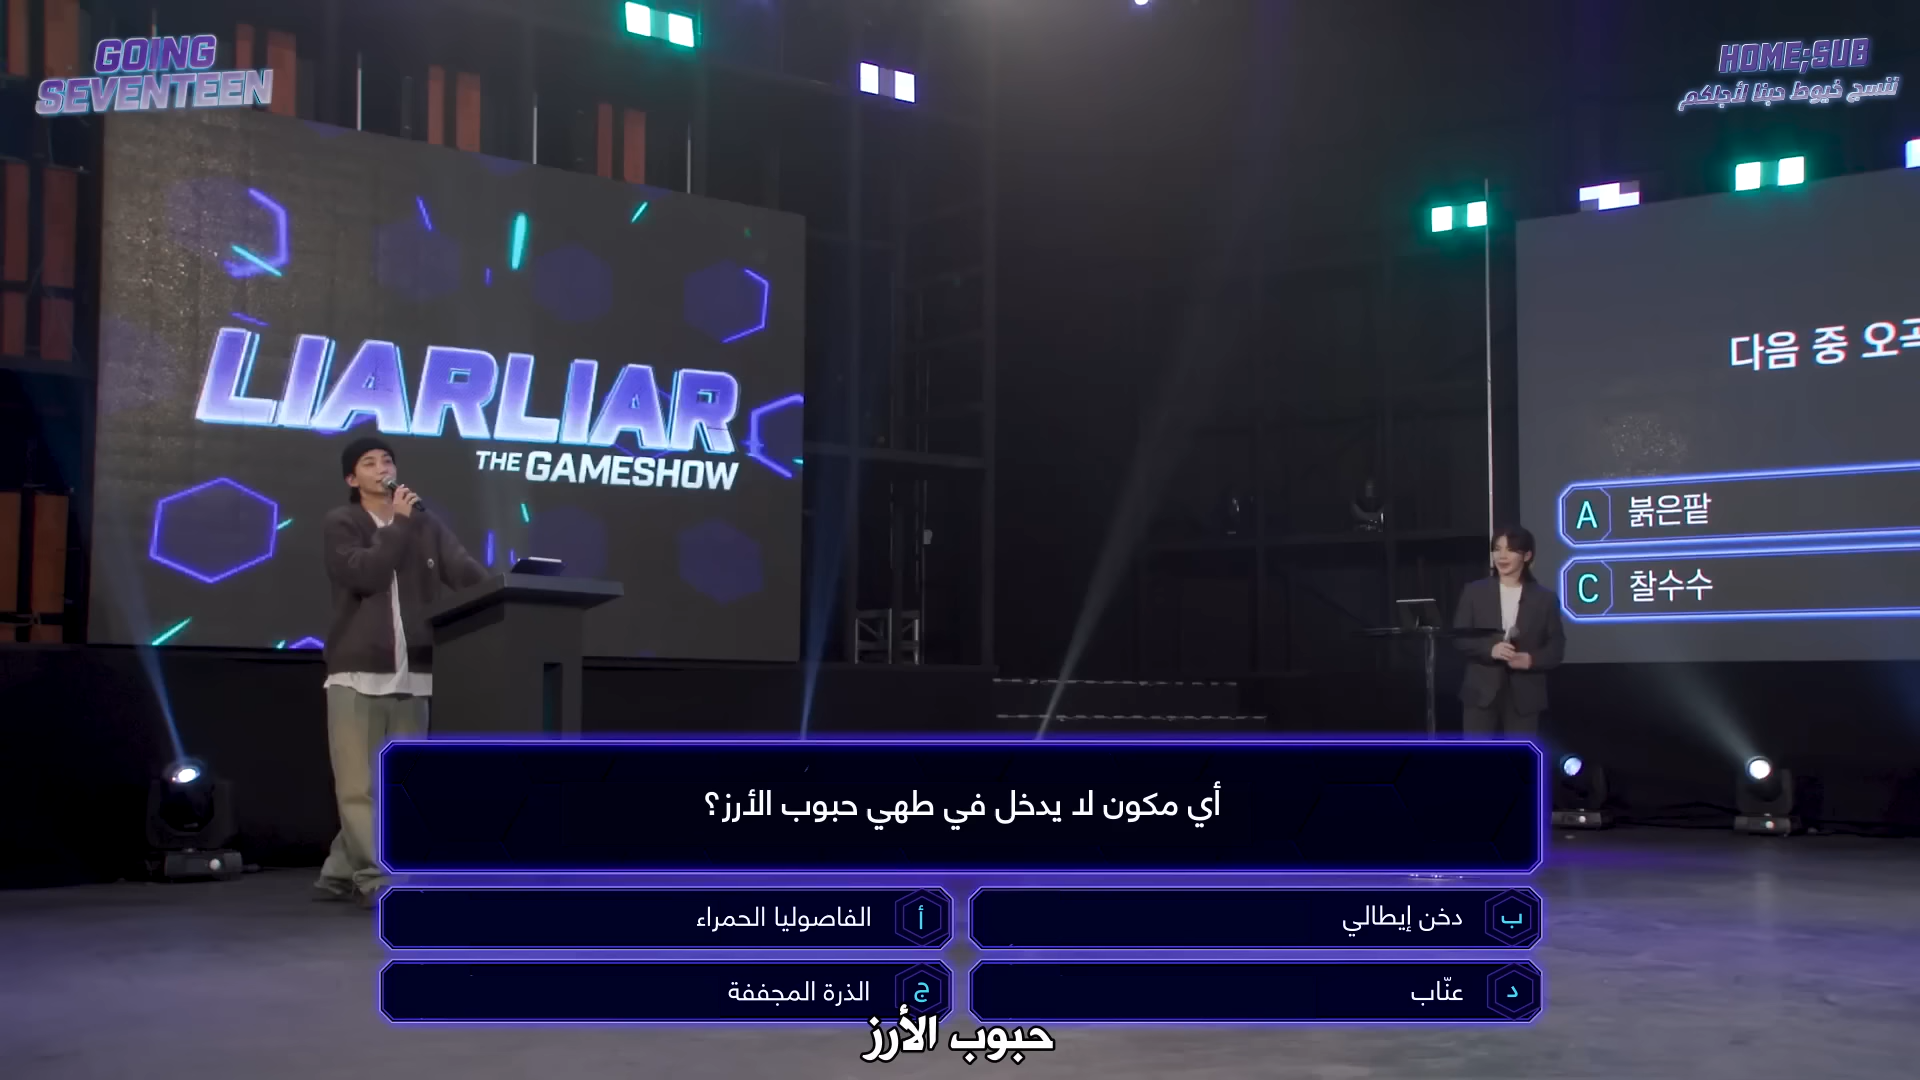 GOING
SEVENTEEN
HOME;SUB
ننسج خيوط حبنا لأجلكم
LIARLIAR
THE GAMESHOW
다음 중 오곡
A 붉은팥
C 찰수수
أي مكون لا يدخل في طهي حبوب الأرز؟
أ الفاصوليا الحمراء
ب دخن إيطالي
ج الذرة المجففة
د عنّاب
حبوب الأرز